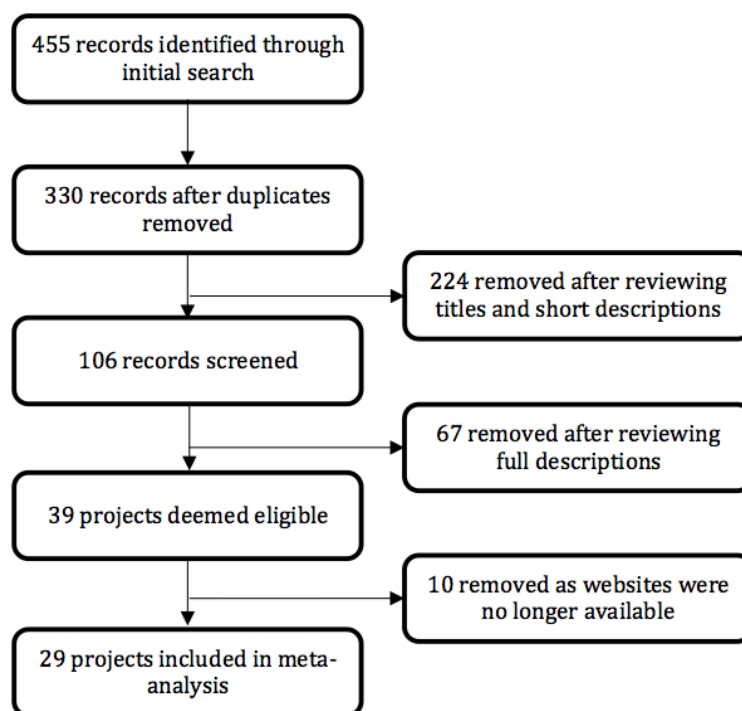 455 records identified through
initial search
330 records after duplicates
removed
224 removed after reviewing
titles and short descriptions
106 records screened
67 removed after reviewing
full descriptions
39 projects deemed eligible
10 removed as websites were
no longer available
29 projects included in meta-
analysis